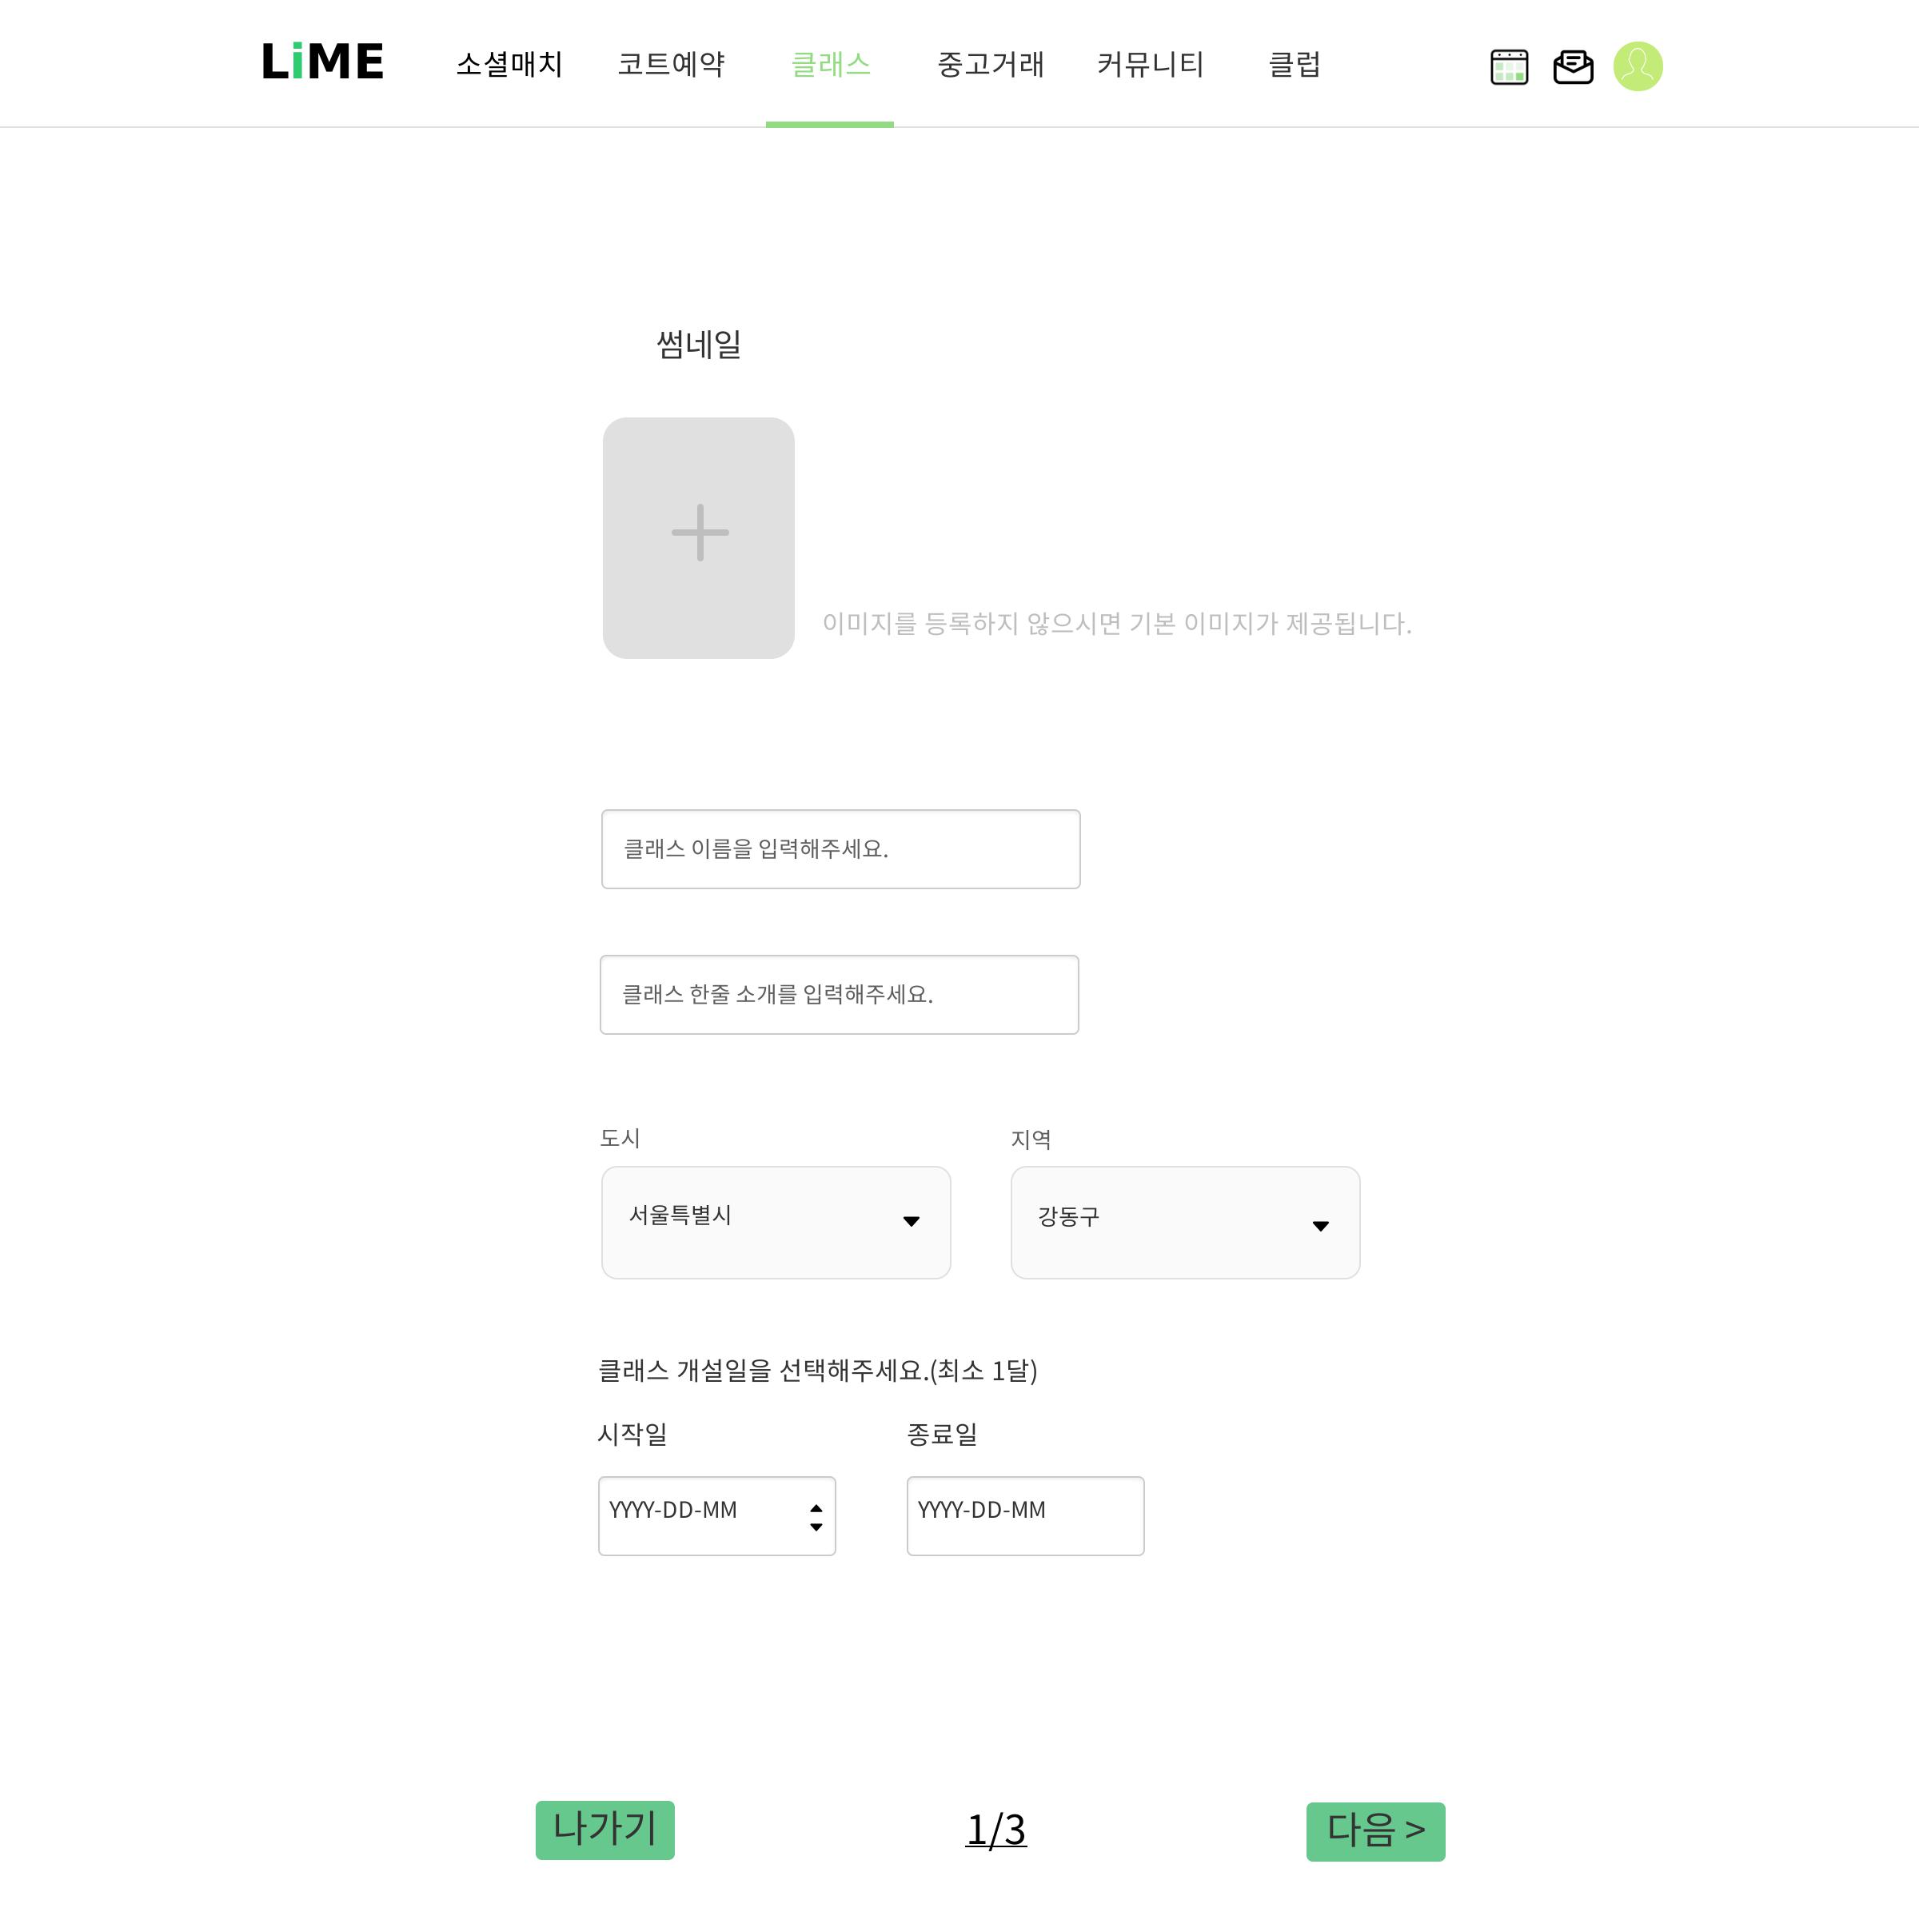 LiME 소셜매치 코트예약 클래스 중고거래 커뮤니티 클럽
썸네일
이미지를 등록하지 않으시면 기본 이미지가 제공됩니다.
클래스 이름을 입력해주세요.
클래스 한줄 소개를 입력해주세요.
도시 지역
서울특별시 강동구
클래스 개설일을 선택해주세요.(최소 1달)
시작일 종료일
YYYY-DD-MM YYYY-DD-MM
나가기 1/3 다음 >